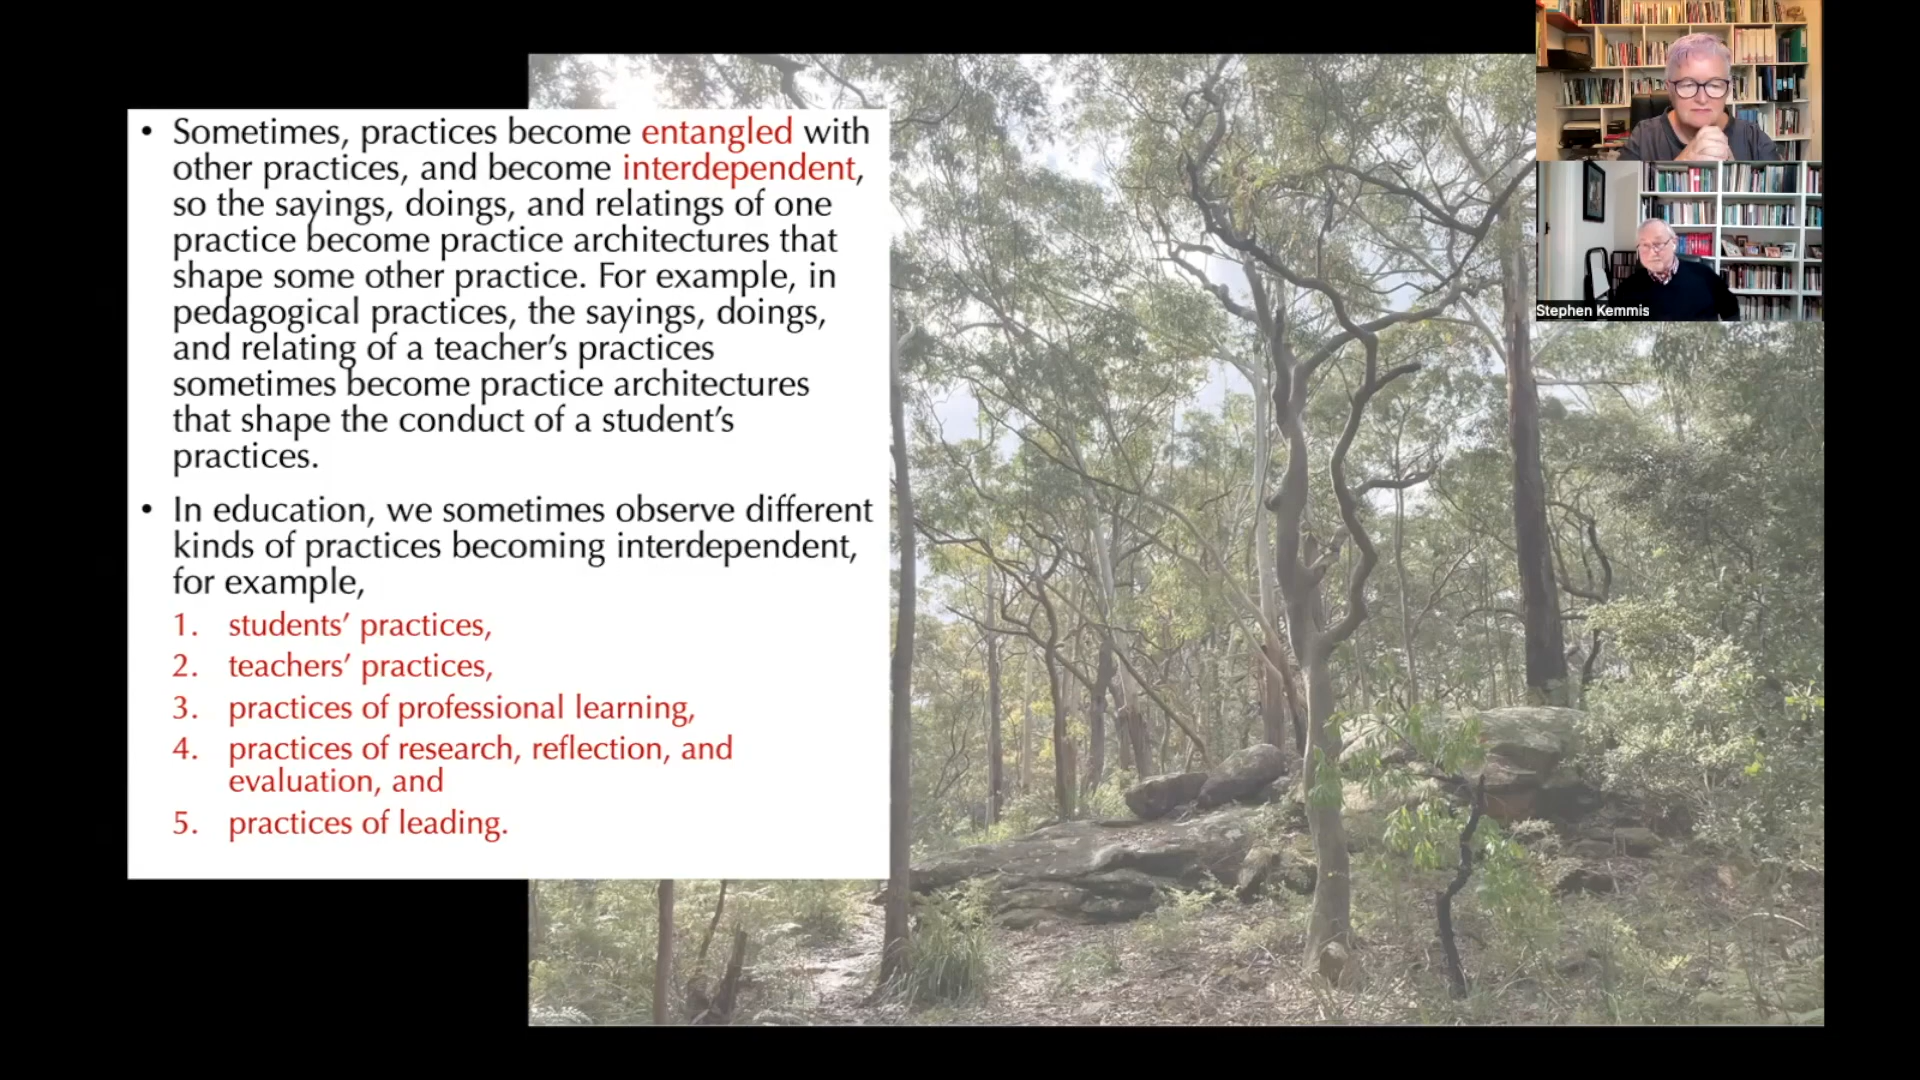 • Sometimes, practices become entangled with
other practices, and become interdependent,
so the sayings, doings, and relatings of one
practice become practice architectures that
shape some other practice. For example, in
pedagogical practices, the sayings, doings,
and relating of a teacher’s practices
sometimes become practice architectures
that shape the conduct of a student’s
practices.
• In education, we sometimes observe different
kinds of practices becoming interdependent,
for example,
1. students’ practices,
2. teachers’ practices,
3. practices of professional learning,
4. practices of research, reflection, and
evaluation, and
5. practices of leading.
Stephen Kemmis